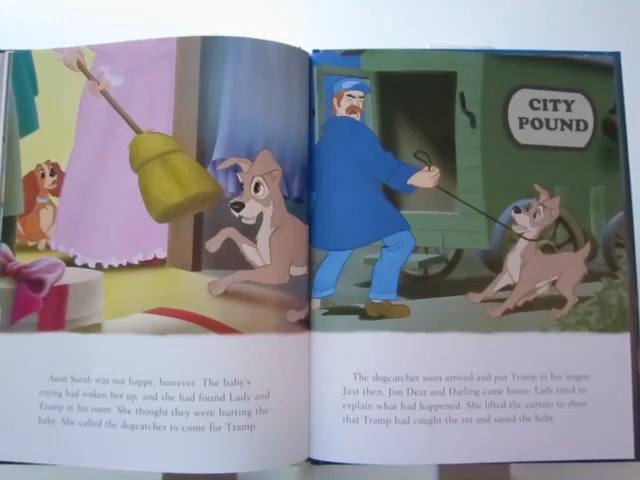 Aunt Sarah was not happy, however. The baby's
crying had woken her up, and she had found Lady and
Tramp in his room. She thought they were hurting the
baby. She called the dogcatcher to come for Tramp
CITY
POUND
The dogcatcher soon arrived and put Tramp in his wagon.
Just then, Jim Dear and Darling came home. Lady tried to
explain what had happened. She lifted the curtain to show
that Tramp had caught the rat and saved the baby.